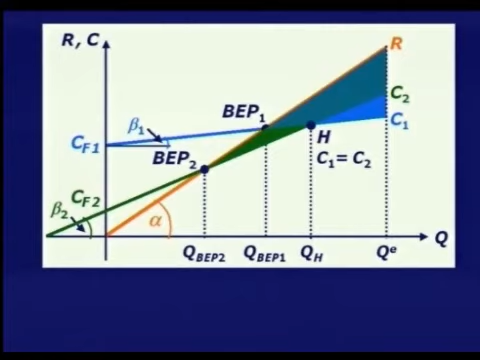 R, C
R
C2
BEP1
C1
β1
H
CF1
BEP2
C1 = C2
CF2
β2
α
Q
QBEP2 QBEP1 QH Qe